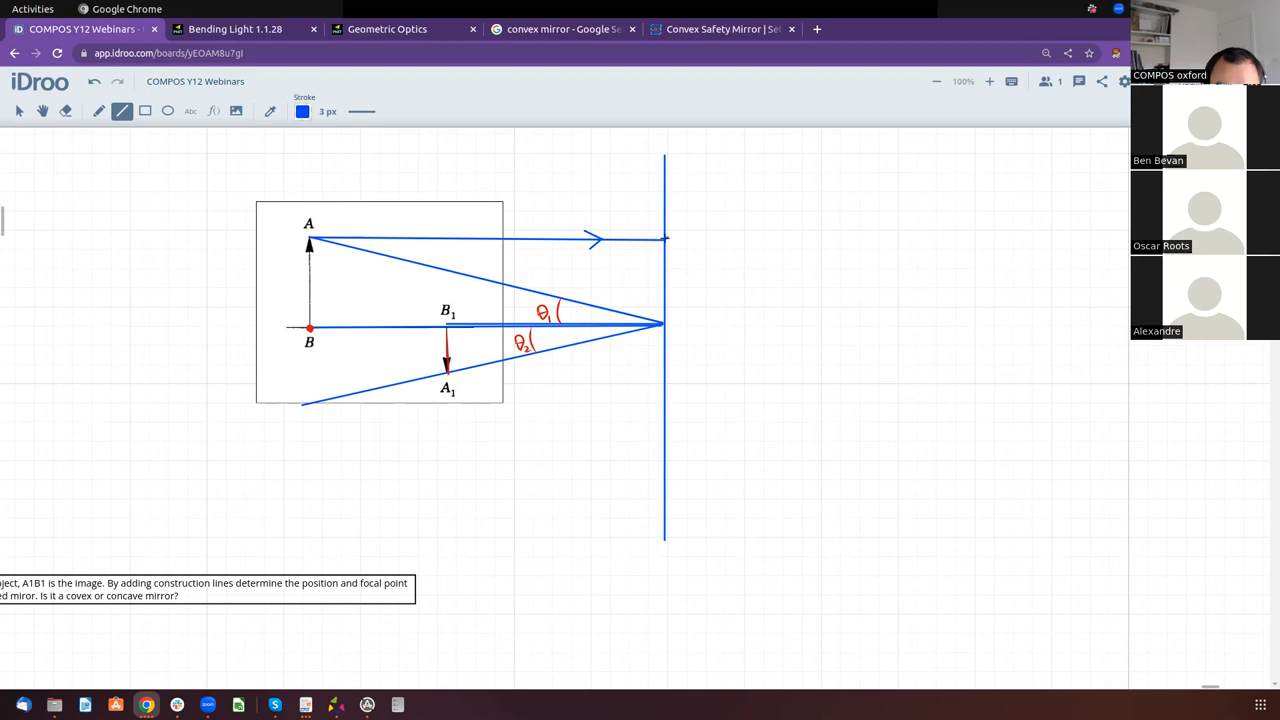 Activities
Google Chrome
COMPOS Y12 Webinars -
Bending Light 1.1.28
Geometric Optics
convex mirror - Google Se
Convex Safety Mirror | Se
app.idroo.com/boards/yEOAM8u7gI
iDroo
COMPOS Y12 Webinars
100%
Stroke
Abc
3 px
A
B
B1
A1
θ1
θ2
ject, A1B1 is the image. By adding construction lines determine the position and focal point
ed miror. Is it a covex or concave mirror?
COMPOS oxford
Ben Bevan
Oscar Roots
Alexandre